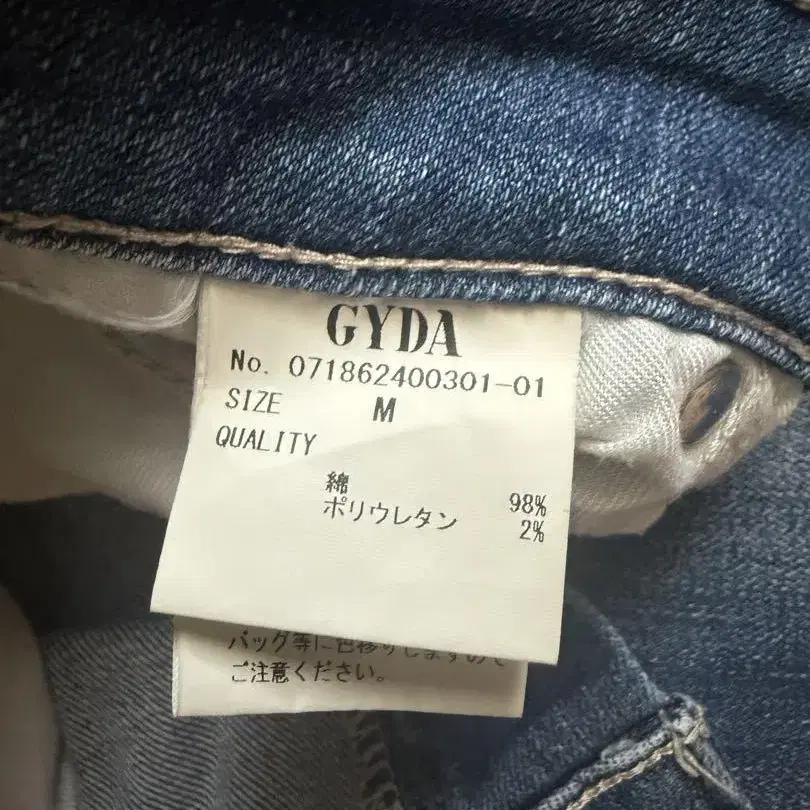 GYDA
No. 071862400301-01
SIZE M
QUALITY
綿 98%
ポリウレタン 2%
バッグ等に色移りしますので
ご注意ください。